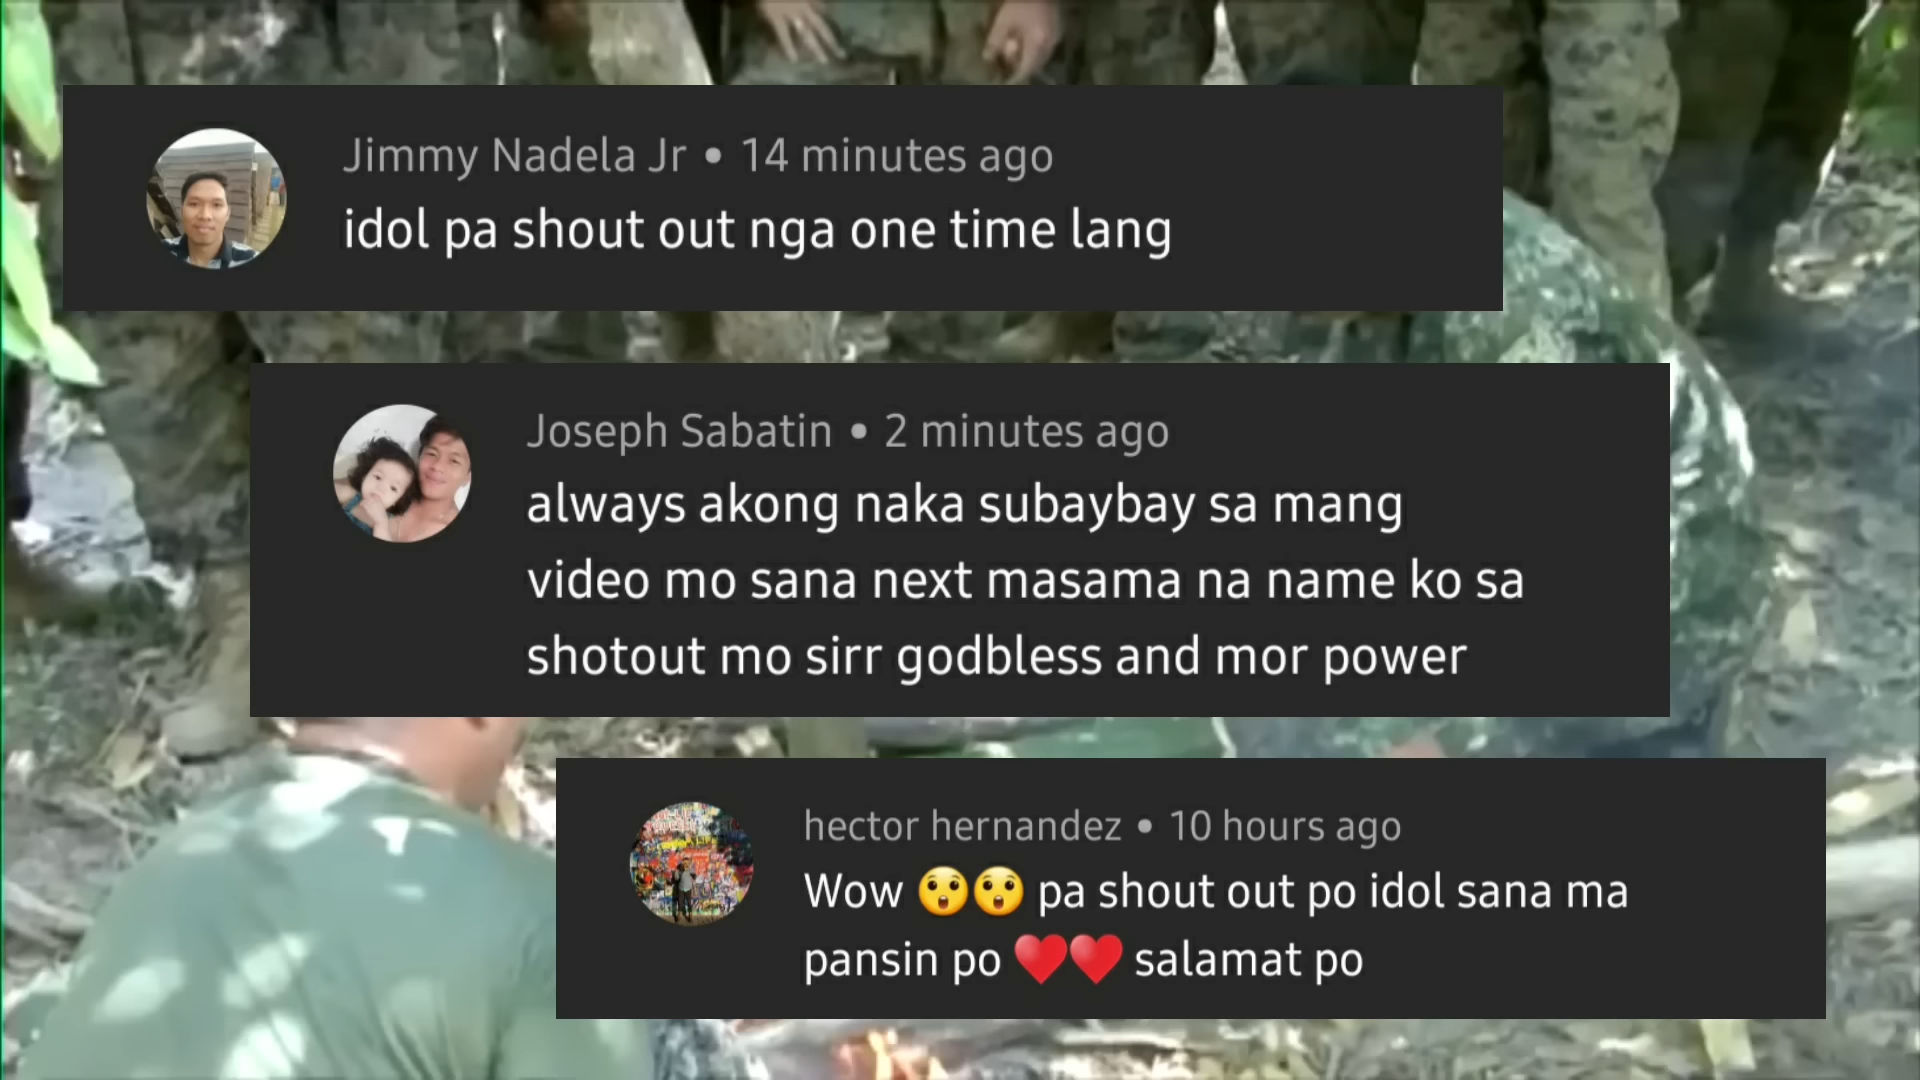 Jimmy Nadela Jr • 14 minutes ago
idol pa shout out nga one time lang
Joseph Sabatin • 2 minutes ago
always akong naka subaybay sa mang
video mo sana next masama na name ko sa
shotout mo sirr godbless and mor power
hector hernandez • 10 hours ago
Wow 😲😲 pa shout out po idol sana ma
pansin po ♥️♥️ salamat po